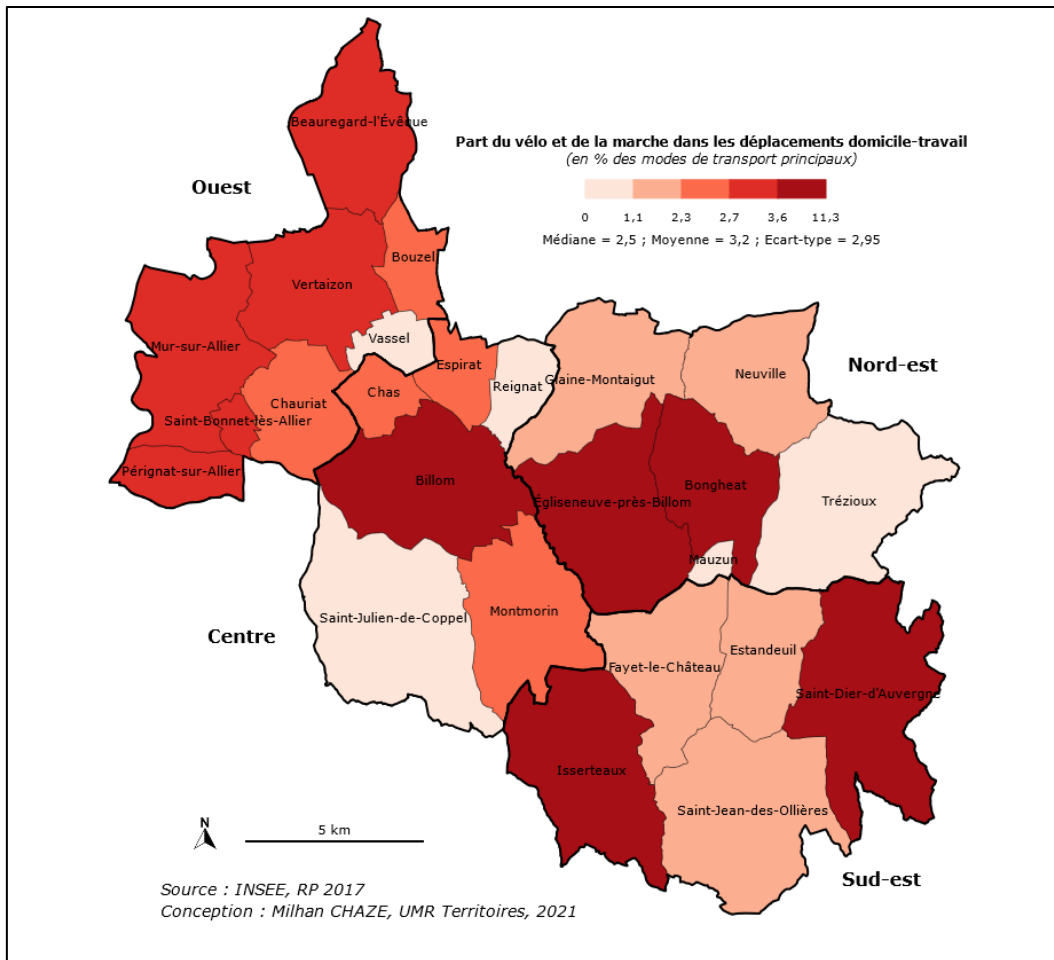 Beauregard-l'Évêque
Part du vélo et de la marche dans les déplacements domicile-travail
(en % des modes de transport principaux)
Ouest
0 1,1 2,3 2,7 3,6 11,3
Médiane = 2,5 ; Moyenne = 3,2 ; Ecart-type = 2,95
Bouzel
Vertaizon
Vassel
Mur-sur-Allier
Espirat
Nord-est
Neuville
Glaine-Montaigut
Reignat
Chas
Chauriat
Saint-Bonnet-lès-Allier
Pérignat-sur-Allier
Billom
Bongheat
Égliseneuve-près-Billom
Trézioux
Mauzun
Montmorin
Saint-Julien-de-Coppel
Centre
Estandeuil
Fayet-le-Château
Saint-Dier-d'Auvergne
Isserteaux
Saint-Jean-des-Ollières
N
5 km
Sud-est
Source : INSEE, RP 2017
Conception : Milhan CHAZE, UMR Territoires, 2021